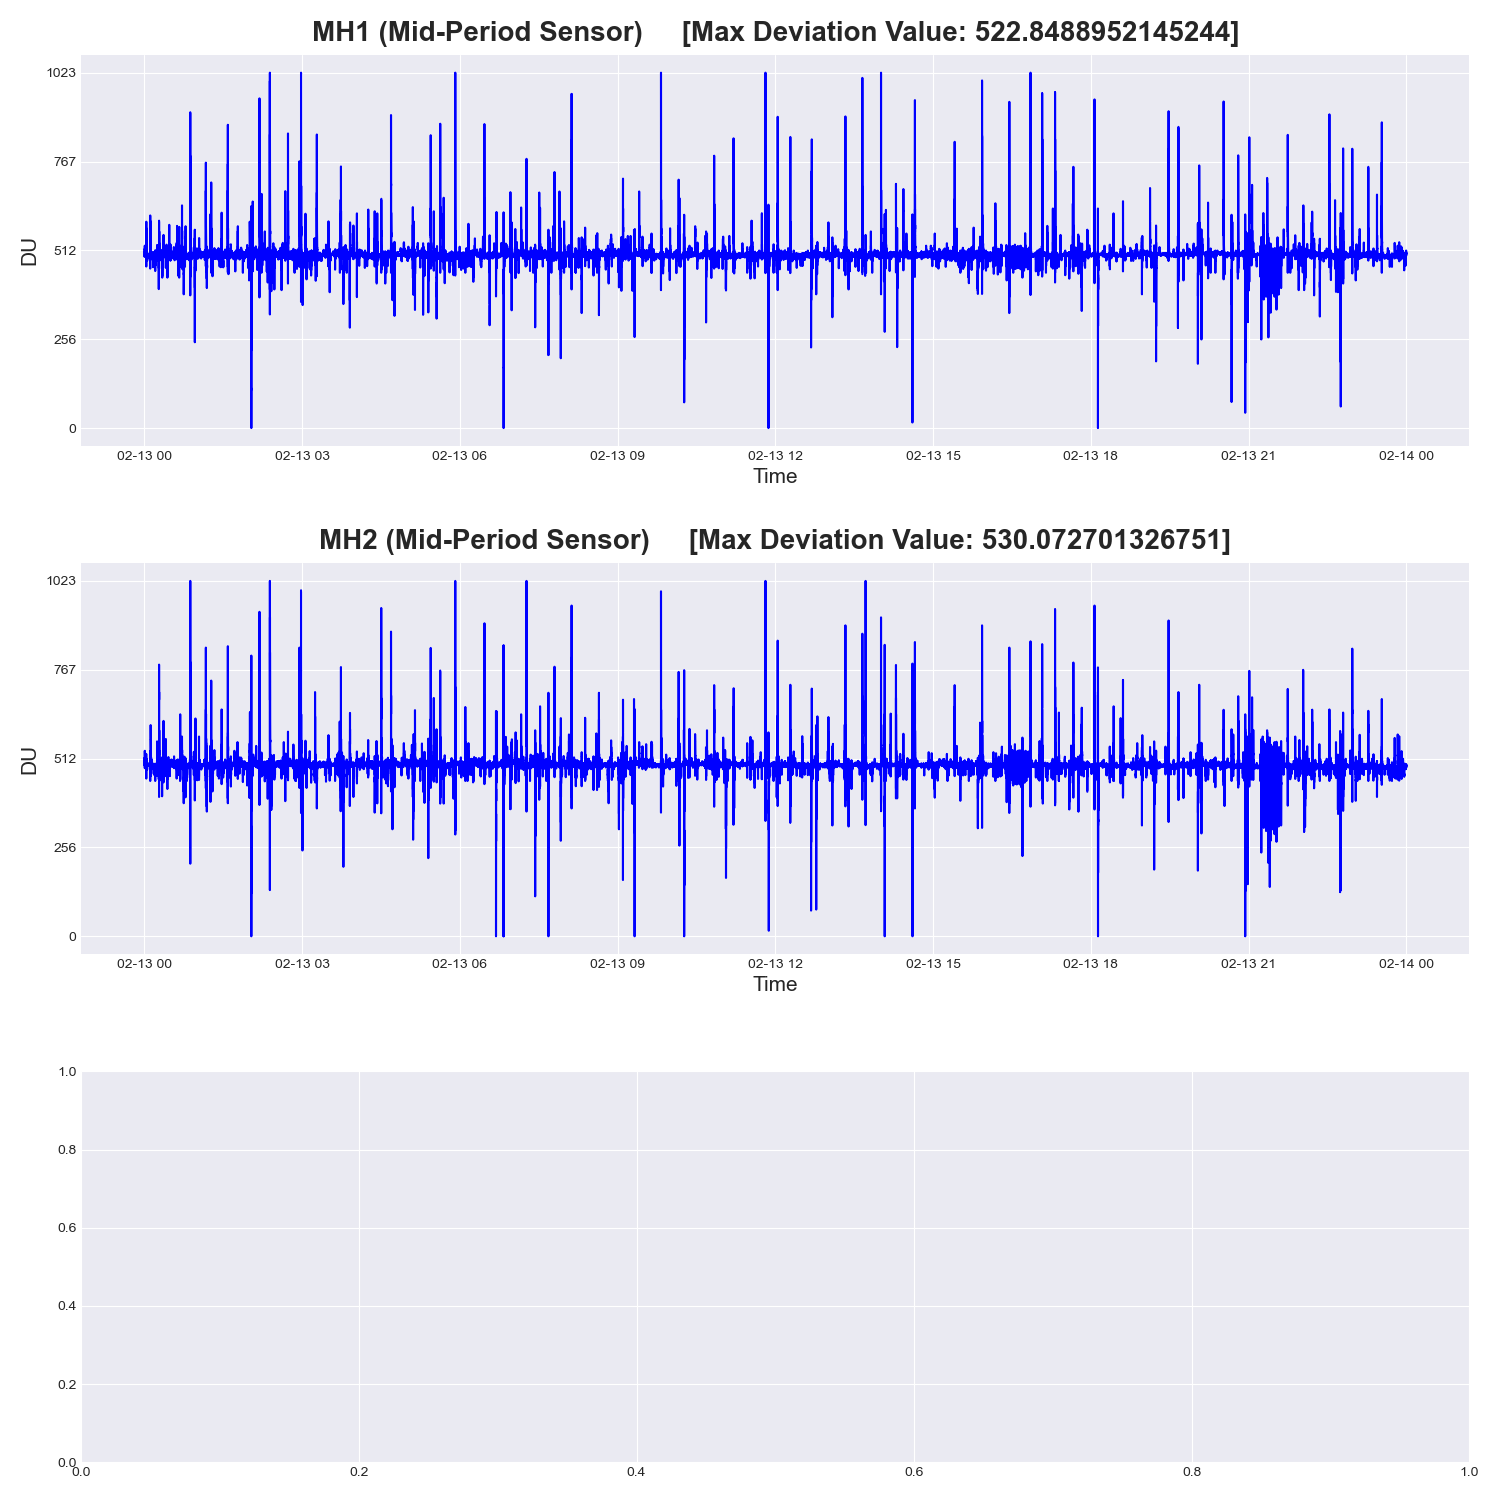 MH1 (Mid-Period Sensor) [Max Deviation Value: 522.8488952145244]
1023
767
512
256
0
DU
02-13 00 02-13 03 02-13 06 02-13 09 02-13 12 02-13 15 02-13 18 02-13 21 02-14 00
Time
MH2 (Mid-Period Sensor) [Max Deviation Value: 530.072701326751]
1023
767
512
256
0
DU
02-13 00 02-13 03 02-13 06 02-13 09 02-13 12 02-13 15 02-13 18 02-13 21 02-14 00
Time
1.0
0.8
0.6
0.4
0.2
0.0
0.0 0.2 0.4 0.6 0.8 1.0